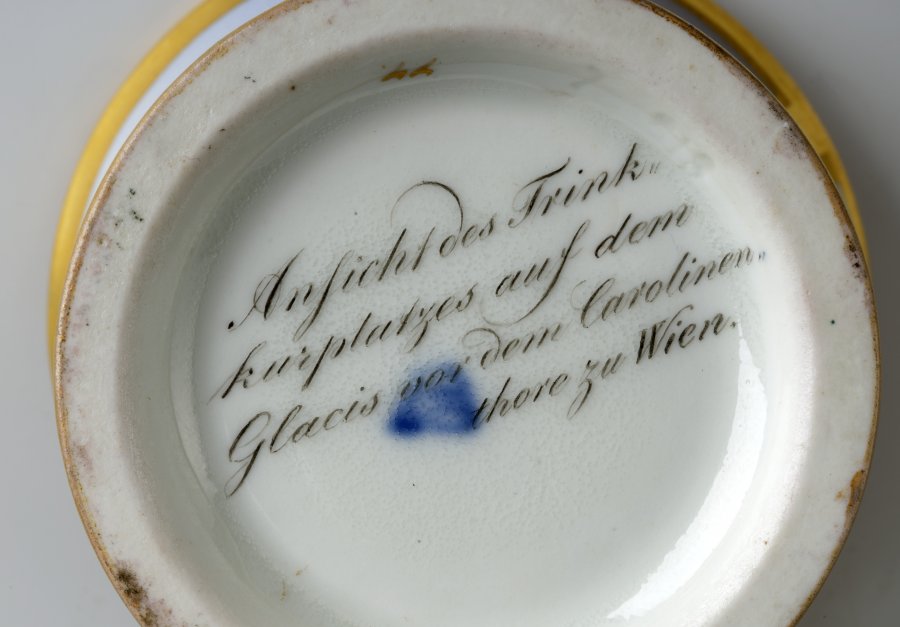 Ansicht des Trink-
kurplatzes auf dem
Glacis vor dem Carolinen-
thore zu Wien.